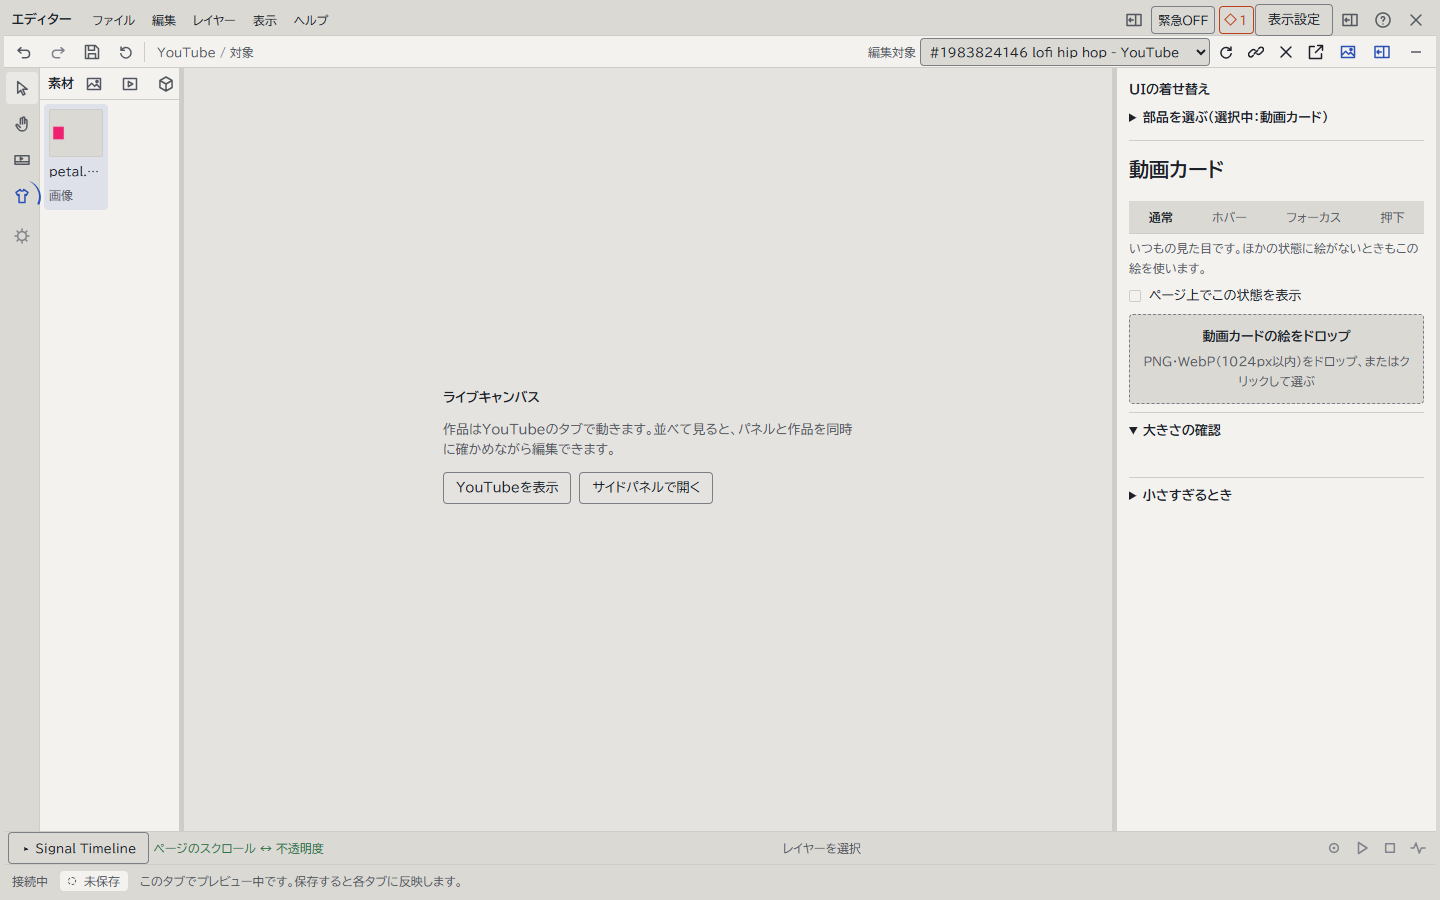 エディター ファイル 編集 レイヤー 表示 ヘルプ 緊急OFF 1 表示設定
YouTube / 対象 編集対象 #1983824146 lofi hip hop - YouTube
素材
petal.…
画像
ライブキャンバス
作品はYouTubeのタブで動きます。並べて見ると、パネルと作品を同時
に確かめながら編集できます。
YouTubeを表示 サイドパネルで開く
UIの着せ替え
部品を選ぶ（選択中：動画カード）
動画カード
通常 ホバー フォーカス 押下
いつもの見た目です。ほかの状態に絵がないときもこの
絵を使います。
ページ上でこの状態を表示
動画カードの絵をドロップ
PNG・WebP（1024px以内）をドロップ、またはク
リックして選ぶ
大きさの確認
小さすぎるとき
Signal Timeline ページのスクロール ↔ 不透明度 レイヤーを選択
接続中 未保存 このタブでプレビュー中です。保存すると各タブに反映します。